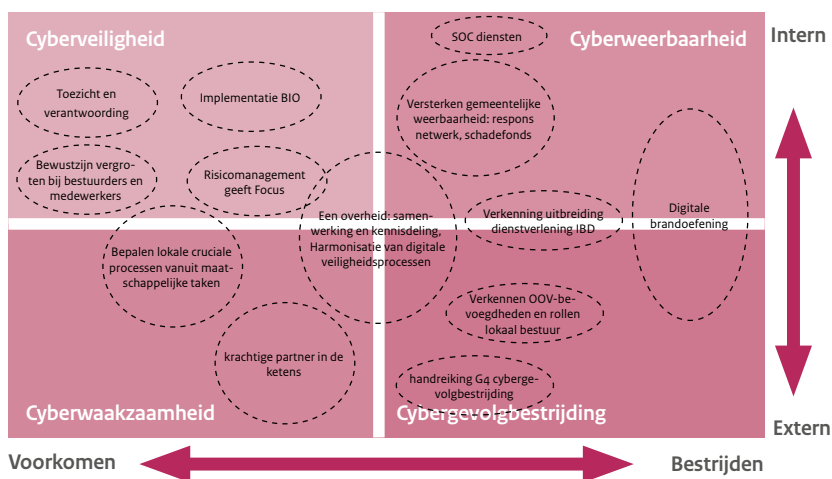 Cyberveiligheid
Toezicht en
verantwoording
Implementatie BIO
Bewustzijn vergro-
ten bij bestuurders en
medewerkers
Risicomanagement
geeft Focus
SOC diensten
Cyberweerbaarheid
Versterken gemeentelijke
weerbaarheid: respons
netwerk, schadefonds
Intern
Een overheid: samen-
werking en kennisdeling,
Harmonisatie van digitale
veiligheidsprocessen
Verkenning uitbreiding
dienstverlening IBD
Digitale
brandoefening
Bepalen lokale cruciale
processen vanuit maat-
schappelijke taken
krachtige partner in de
ketens
Cyberwaakzaamheid
Verkennen OOV-be-
voegdheden en rollen
lokaal bestuur
handreiking G4 cyberge-
volgbestrijding
Cybergevolgbestrijding
Extern
Voorkomen
Bestrijden